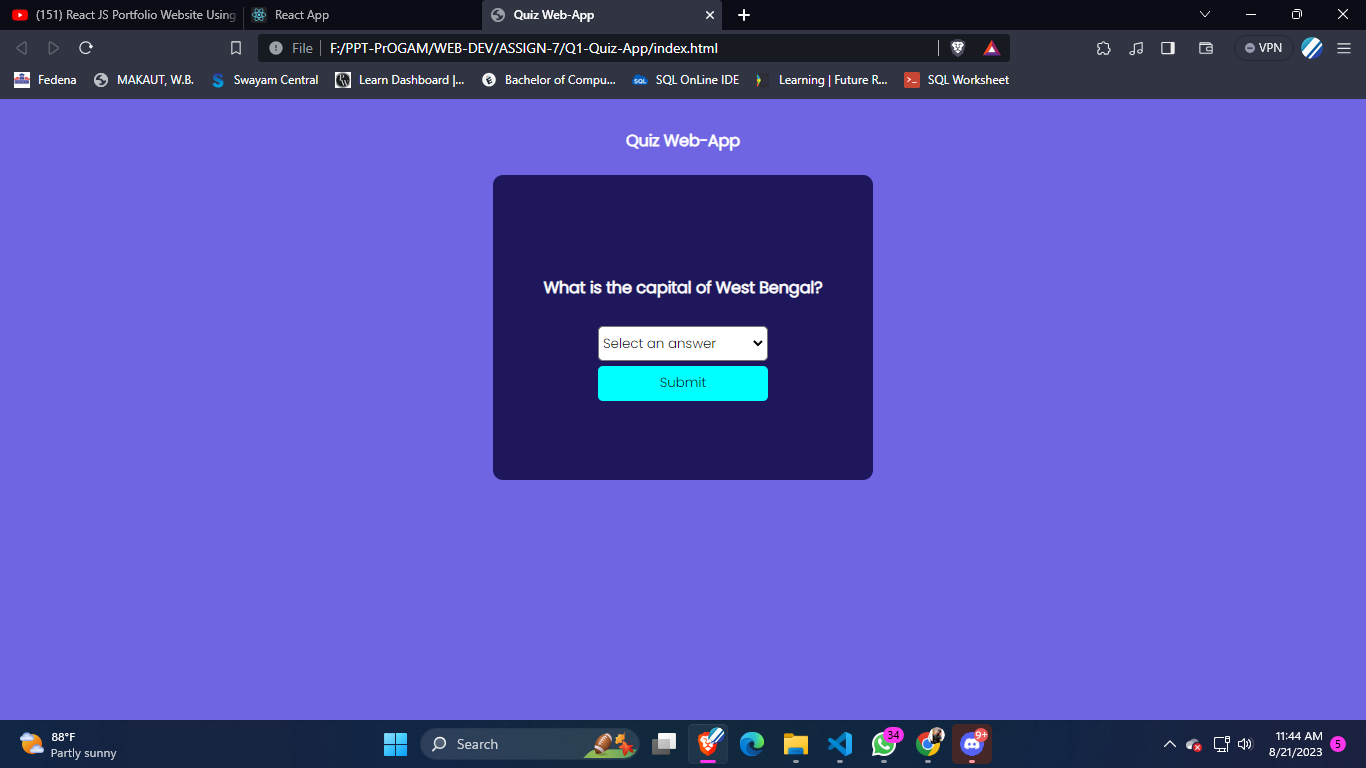 (151) React JS Portfolio Website Using
React App
Quiz Web-App
File
F:/PPT-PrOGAM/WEB-DEV/ASSIGN-7/Q1-Quiz-App/index.html
VPN
Fedena
MAKAUT, W.B.
Swayam Central
Learn Dashboard |...
Bachelor of Compu...
SQL OnLine IDE
Learning | Future R...
SQL Worksheet
Quiz Web-App
What is the capital of West Bengal?
Select an answer
Submit
88°F
Partly sunny
Search
34
9+
11:44 AM
8/21/2023
5